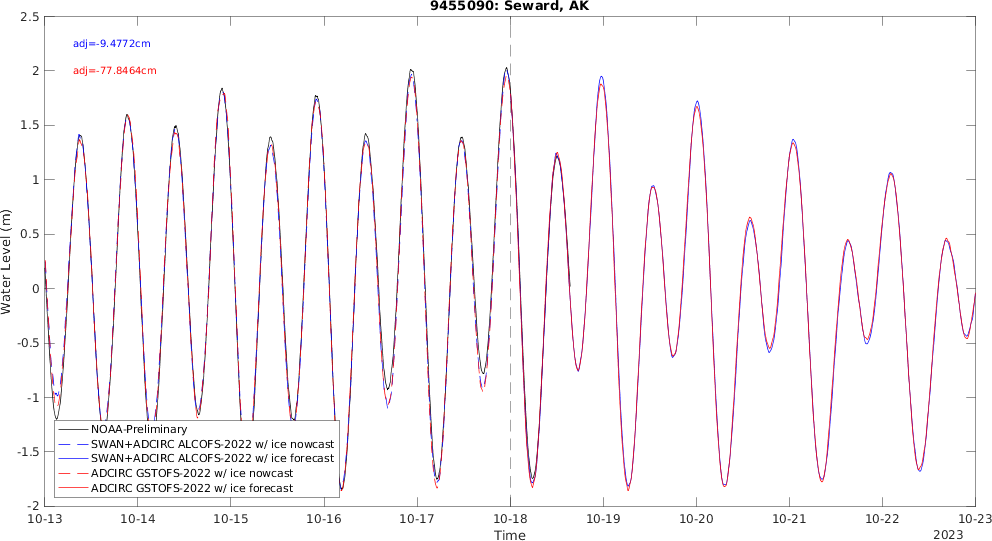 9455090: Seward, AK
2.5
adj=-9.4772cm
2
adj=-77.8464cm
1.5
1
0.5
0
-0.5
-1
-1.5
-2
Water Level (m)
NOAA-Preliminary
SWAN+ADCIRC ALCOFS-2022 w/ ice nowcast
SWAN+ADCIRC ALCOFS-2022 w/ ice forecast
ADCIRC GSTOFS-2022 w/ ice nowcast
ADCIRC GSTOFS-2022 w/ ice forecast
10-13 10-14 10-15 10-16 10-17 10-18 10-19 10-20 10-21 10-22 10-23
Time
2023